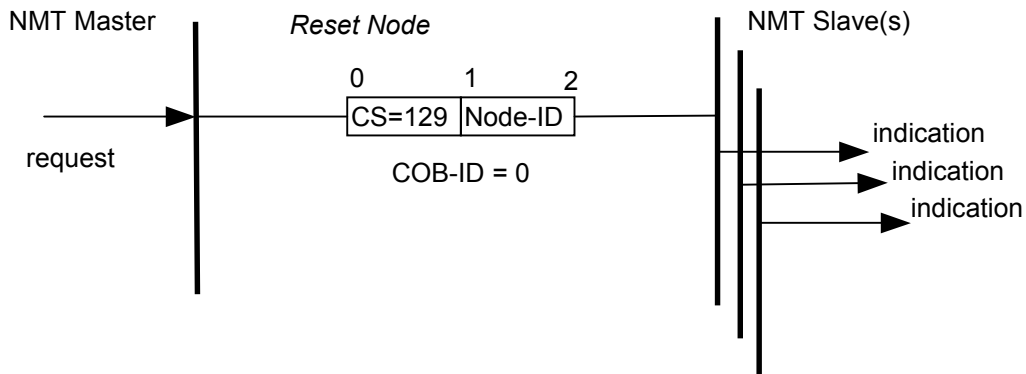 NMT Master
Reset Node
NMT Slave(s)
0 1 2
CS=129 Node-ID
request
COB-ID = 0
indication
indication
indication